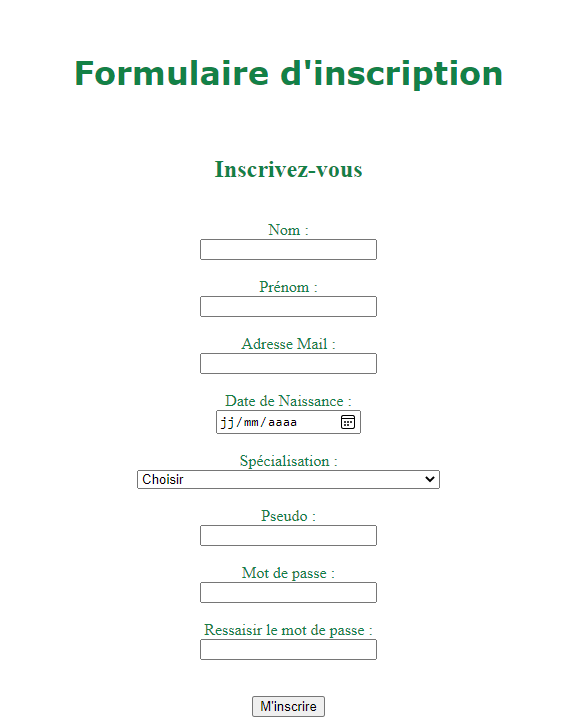 Formulaire d'inscription
Inscrivez-vous
Nom :
Prénom :
Adresse Mail :
Date de Naissance :
jj/mm/aaaa
Spécialisation :
Choisir
Pseudo :
Mot de passe :
Ressaisir le mot de passe :
M'inscrire